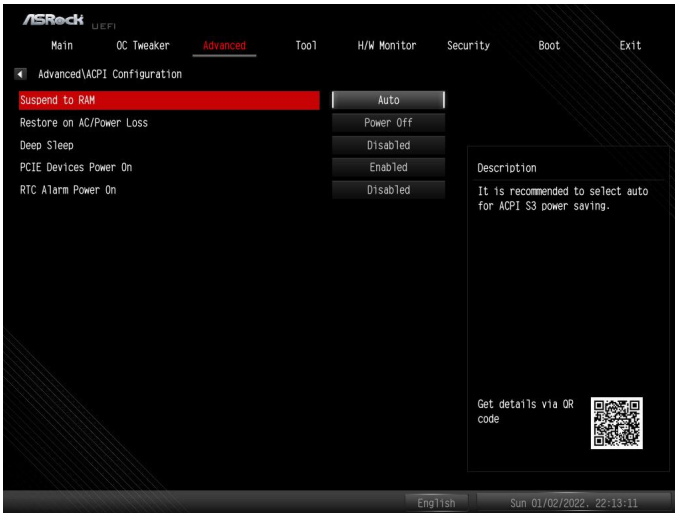 ASRock UEFI
Main OC Tweaker Advanced Tool H/W Monitor Security Boot Exit
Advanced\ACPI Configuration
Suspend to RAM Auto
Restore on AC/Power Loss Power Off
Deep Sleep Disabled
PCIE Devices Power On Enabled
RTC Alarm Power On Disabled
Description
It is recommended to select auto
for ACPI S3 power saving.
Get details via QR
code
English Sun 01/02/2022, 22:13:11